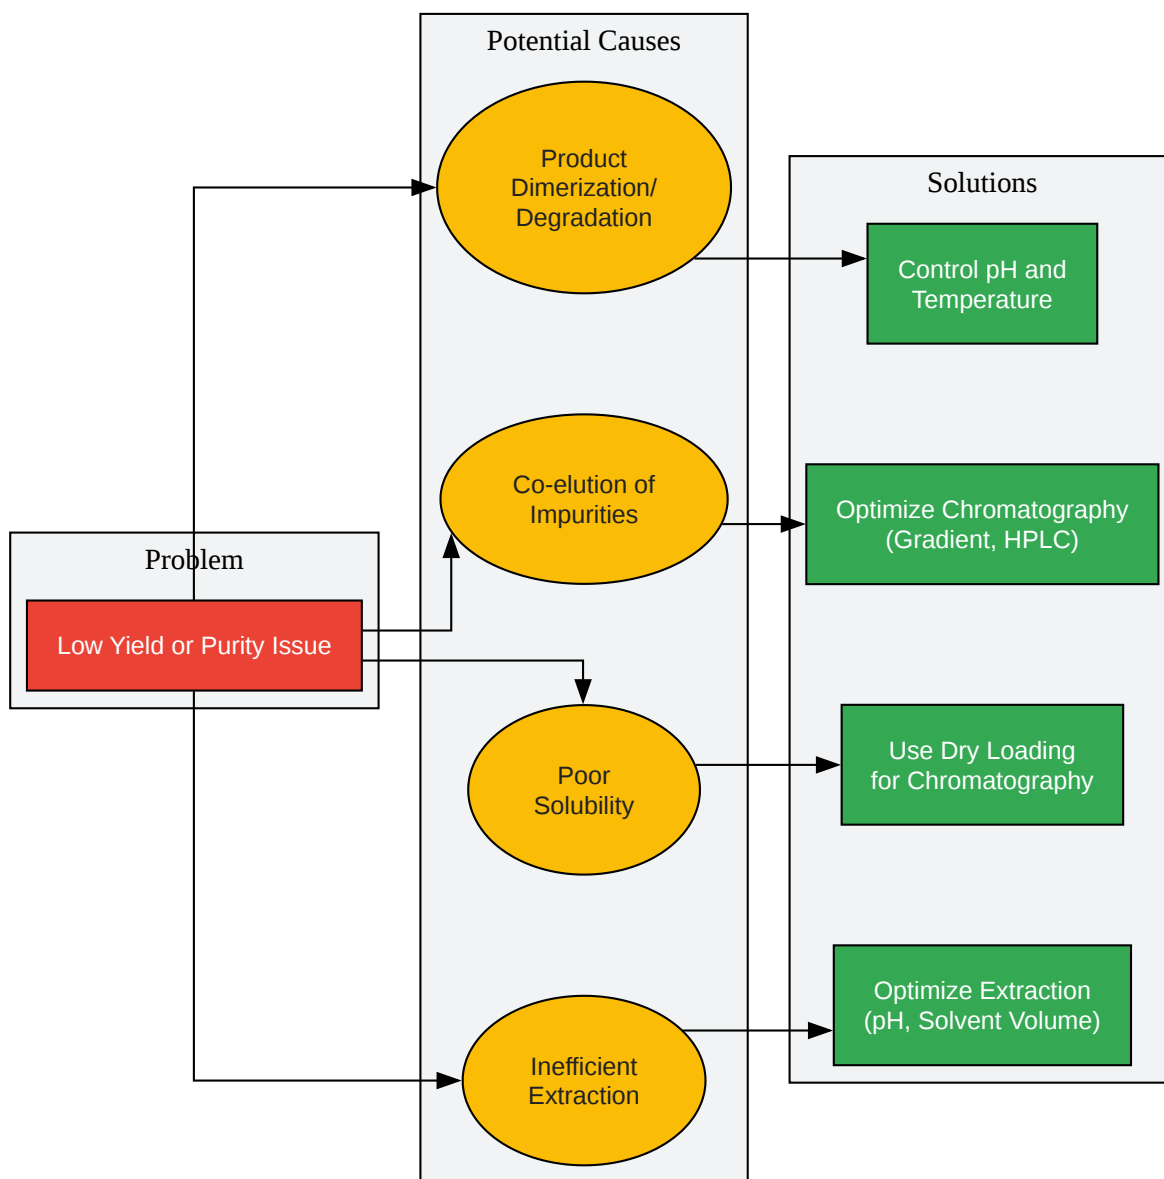 Potential Causes
Product
Dimerization/
Degradation
Solutions
Control pH and
Temperature
Co-elution of
Impurities
Optimize Chromatography
(Gradient, HPLC)
Problem
Low Yield or Purity Issue
Poor
Solubility
Use Dry Loading
for Chromatography
Inefficient
Extraction
Optimize Extraction
(pH, Solvent Volume)